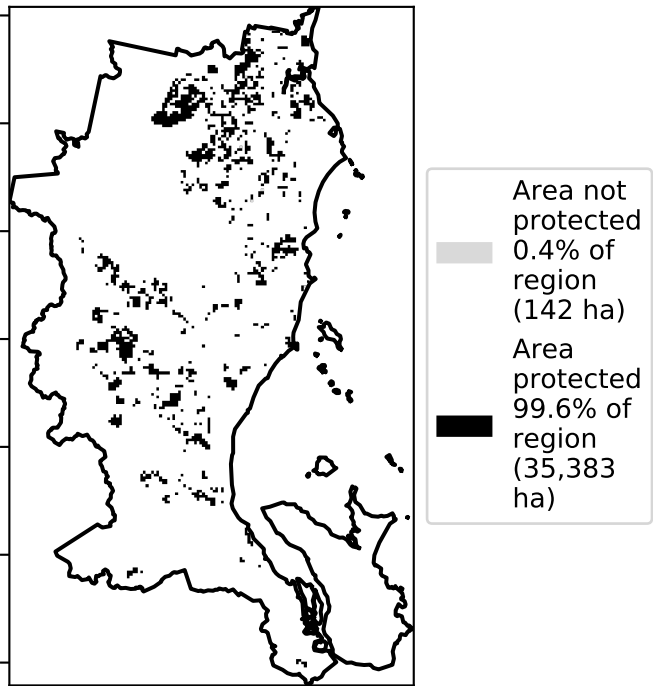 Area not
protected
0.4% of
region
(142 ha)
Area
protected
99.6% of
region
(35,383
ha)